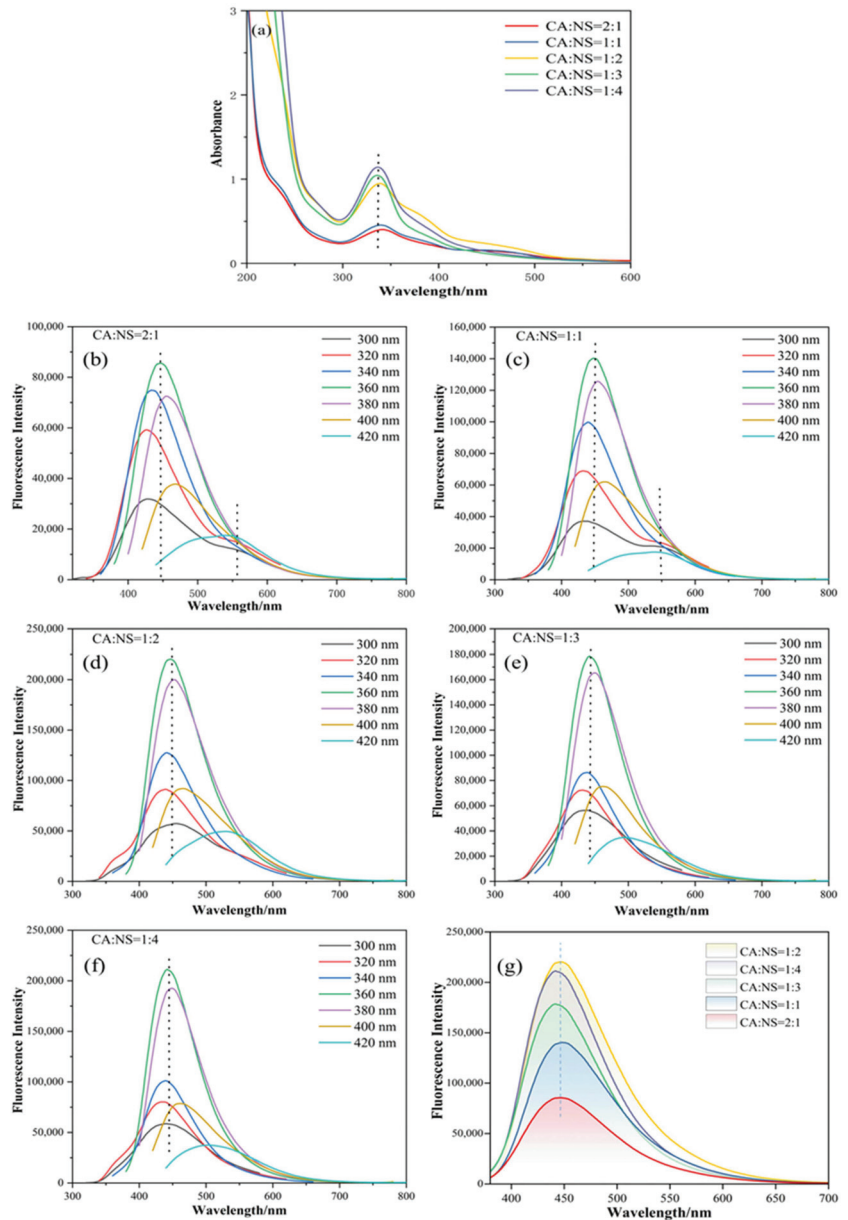 (a)
CA:NS=2:1
CA:NS=1:1
CA:NS=1:2
CA:NS=1:3
CA:NS=1:4
3
2
1
0
Absorbance
200 300 400 500 600
Wavelength/nm
CA:NS=2:1
(b)
300 nm
320 nm
340 nm
360 nm
380 nm
400 nm
420 nm
100,000
80,000
60,000
40,000
20,000
0
Fluorescence Intensity
400 500 600 700 800
Wavelength/nm
CA:NS=1:1
(c)
300 nm
320 nm
340 nm
360 nm
380 nm
400 nm
420 nm
160,000
140,000
120,000
100,000
80,000
60,000
40,000
20,000
0
Fluorescence Intensity
300 400 500 600 700 800
Wavelength/nm
CA:NS=1:2
(d)
300 nm
320 nm
340 nm
360 nm
380 nm
400 nm
420 nm
250,000
200,000
150,000
100,000
50,000
0
Fluorescence Intensity
300 400 500 600 700 800
Wavelength/nm
CA:NS=1:3
(e)
300 nm
320 nm
340 nm
360 nm
380 nm
400 nm
420 nm
200,000
180,000
160,000
140,000
120,000
100,000
80,000
60,000
40,000
20,000
0
Fluorescence Intensity
300 400 500 600 700 800
Wavelength/nm
CA:NS=1:4
(f)
300 nm
320 nm
340 nm
360 nm
380 nm
400 nm
420 nm
250,000
200,000
150,000
100,000
50,000
0
Fluorescence Intensity
300 400 500 600 700 800
Wavelength/nm
(g)
CA:NS=1:2
CA:NS=1:4
CA:NS=1:3
CA:NS=1:1
CA:NS=2:1
250,000
200,000
150,000
100,000
50,000
0
Fluorescence Intensity
400 450 500 550 600 650 700
Wavelength/nm